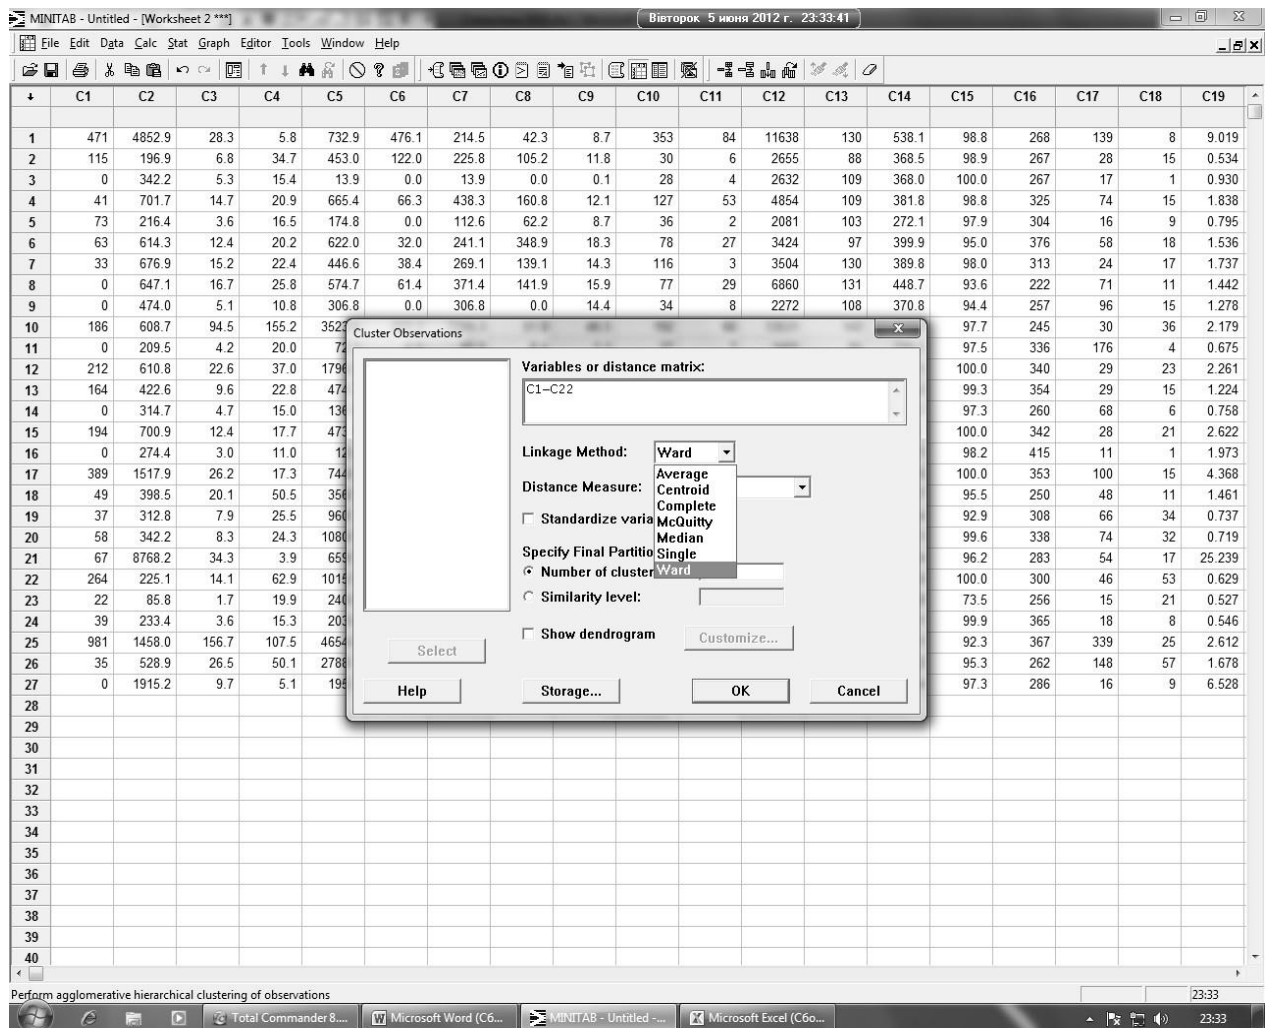 MINITAB - Untitled - [Worksheet 2 ***]
Вівторок 5 июня 2012 г. 23:33:41
File Edit Data Calc Stat Graph Editor Tools Window Help
C1 C2 C3 C4 C5 C6 C7 C8 C9 C10 C11 C12 C13 C14 C15 C16 C17 C18 C19
1 471 4852.9 28.3 5.8 732.9 476.1 214.5 42.3 8.7 353 84 11638 130 538.1 98.8 268 139 8 9.019
2 115 196.9 6.8 34.7 453.0 122.0 225.8 105.2 11.8 30 6 2655 88 368.5 98.9 267 28 15 0.534
3 0 342.2 5.3 15.4 13.9 0.0 13.9 0.0 0.1 28 4 2632 109 368.0 100.0 267 17 1 0.930
4 41 701.7 14.7 20.9 665.4 66.3 438.3 160.8 12.1 127 53 4854 109 381.8 98.8 325 74 15 1.838
5 73 216.4 3.6 16.5 174.8 0.0 112.6 62.2 8.7 36 2 2081 103 272.1 97.9 304 16 9 0.795
6 63 614.3 12.4 20.2 622.0 32.0 241.1 348.9 18.3 78 27 3424 97 399.9 95.0 376 58 18 1.536
7 33 676.9 15.2 22.4 446.6 38.4 269.1 139.1 14.3 116 3 3504 130 389.8 98.0 313 24 17 1.737
8 0 647.1 16.7 25.8 574.7 61.4 371.4 141.9 15.9 77 29 6860 131 448.7 93.6 222 71 11 1.442
9 0 474.0 5.1 10.8 306.8 0.0 306.8 0.0 14.4 34 8 2272 108 370.8 94.4 257 96 15 1.278
10 186 608.7 94.5 155.2 3523 97.7 245 30 36 2.179
11 0 209.5 4.2 20.0 72 97.5 336 176 4 0.675
12 212 610.8 22.6 37.0 1796 100.0 340 29 23 2.261
13 164 422.6 9.6 22.8 474 99.3 354 29 15 1.224
14 0 314.7 4.7 15.0 136 97.3 260 68 6 0.758
15 194 700.9 12.4 17.7 473 100.0 342 28 21 2.622
16 0 274.4 3.0 11.0 12 98.2 415 11 1 1.973
17 389 1517.9 26.2 17.3 744 100.0 353 100 15 4.368
18 49 398.5 20.1 50.5 356 95.5 250 48 11 1.461
19 37 312.8 7.9 25.5 960 92.9 308 66 34 0.737
20 58 342.2 8.3 24.3 1080 99.6 338 74 32 0.719
21 67 8768.2 34.3 3.9 659 96.2 283 54 17 25.239
22 264 225.1 14.1 62.9 1015 100.0 300 46 53 0.629
23 22 85.8 1.7 19.9 240 73.5 256 15 21 0.527
24 39 233.4 3.6 15.3 203 99.9 365 18 8 0.546
25 981 1458.0 156.7 107.5 4654 92.3 367 339 25 2.612
26 35 528.9 26.5 50.1 2788 95.3 262 148 57 1.678
27 0 1915.2 9.7 5.1 195 97.3 286 16 9 6.528
28
29
30
31
32
33
34
35
36
37
38
39
40
Cluster Observations
Variables or distance matrix:
C1-C22
Linkage Method: Ward
Average
Distance Measure:
Centroid
Complete
Standardize varia
McQuitty
Median
Specify Final Partitio
Single
Number of cluster
Ward
Similarity level:
Show dendrogram
Customize...
Select
Help
Storage...
OK
Cancel
Perform agglomerative hierarchical clustering of observations
23:33
Total Commander 8....
Microsoft Word (С6...
MINITAB - Untitled -...
Microsoft Excel (Сбо...
23:33